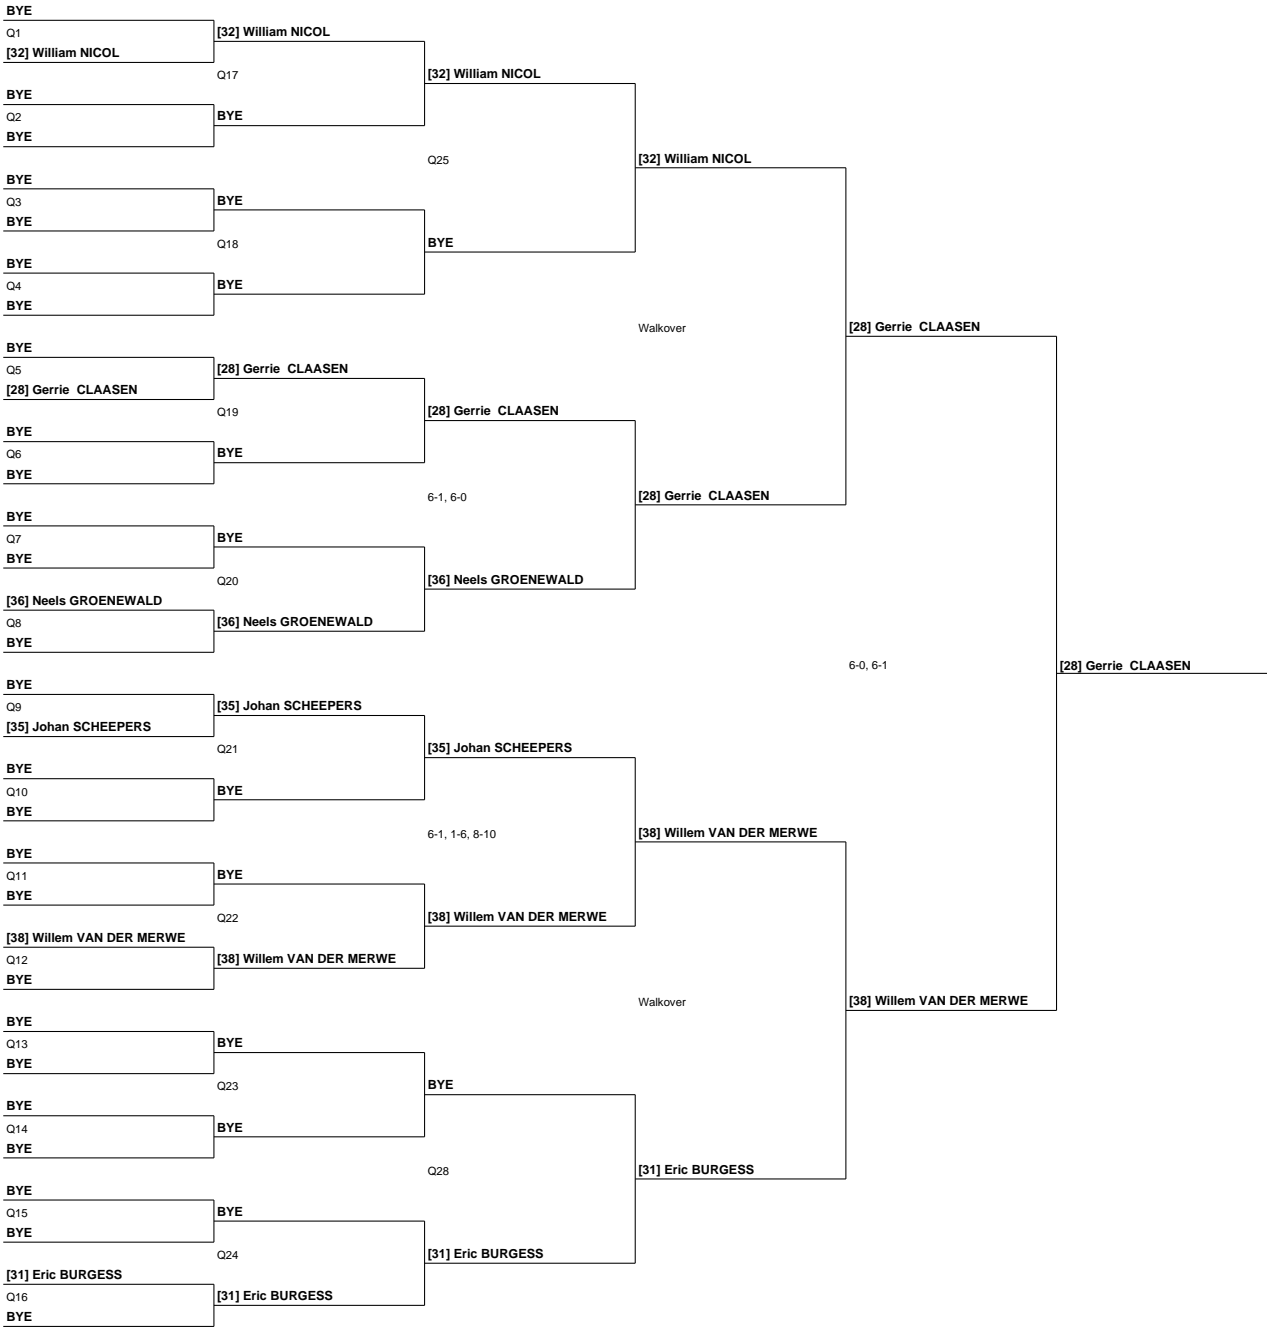 BYE
Q1
[32] William NICOL
[32] William NICOL
Q17
[32] William NICOL
BYE
Q2
BYE
BYE
Q25
[32] William NICOL
BYE
Q3
BYE
BYE
Q18
BYE
BYE
Q4
BYE
BYE
Walkover
[28] Gerrie  CLAASEN
BYE
Q5
[28] Gerrie  CLAASEN
[28] Gerrie  CLAASEN
Q19
[28] Gerrie  CLAASEN
BYE
Q6
BYE
BYE
6-1, 6-0
[28] Gerrie  CLAASEN
BYE
Q7
BYE
BYE
Q20
[36] Neels GROENEWALD
[36] Neels GROENEWALD
Q8
BYE
[36] Neels GROENEWALD
6-0, 6-1
[28] Gerrie  CLAASEN
BYE
Q9
[35] Johan SCHEEPERS
[35] Johan SCHEEPERS
Q21
[35] Johan SCHEEPERS
BYE
Q10
BYE
BYE
6-1, 1-6, 8-10
[38] Willem VAN DER MERWE
BYE
Q11
BYE
BYE
Q22
[38] Willem VAN DER MERWE
[38] Willem VAN DER MERWE
Q12
BYE
[38] Willem VAN DER MERWE
Walkover
[38] Willem VAN DER MERWE
BYE
Q13
BYE
BYE
Q23
BYE
BYE
Q14
BYE
BYE
Q28
[31] Eric BURGESS
BYE
Q15
BYE
BYE
Q24
[31] Eric BURGESS
[31] Eric BURGESS
Q16
BYE
[31] Eric BURGESS